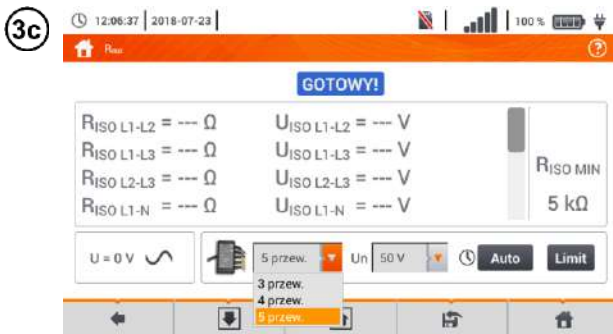 3c
12:06:37 2018-07-23 100 %
RISO
GOTOWY!
RISO L1-L2 = --- Ω UISO L1-L2 = --- V
RISO L1-L3 = --- Ω UISO L1-L3 = --- V
RISO L2-L3 = --- Ω UISO L2-L3 = --- V
RISO L1-N = --- Ω UISO L1-N = --- V
RISO MIN
5 kΩ
U = 0 V 5 przew. Un 50 V Auto Limit
3 przew.
4 przew.
5 przew.